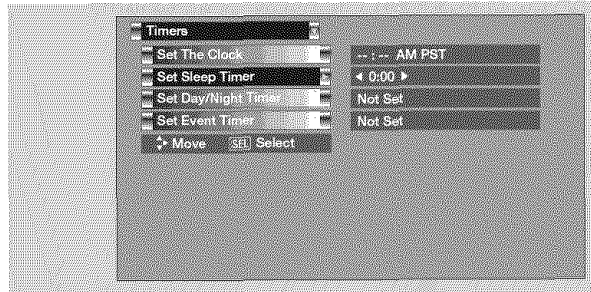 Timers
Set The Clock -- : -- AM PST
Set Sleep Timer 0:00
Set Day/Night Timer Not Set
Set Event Timer Not Set
Move SEL Select